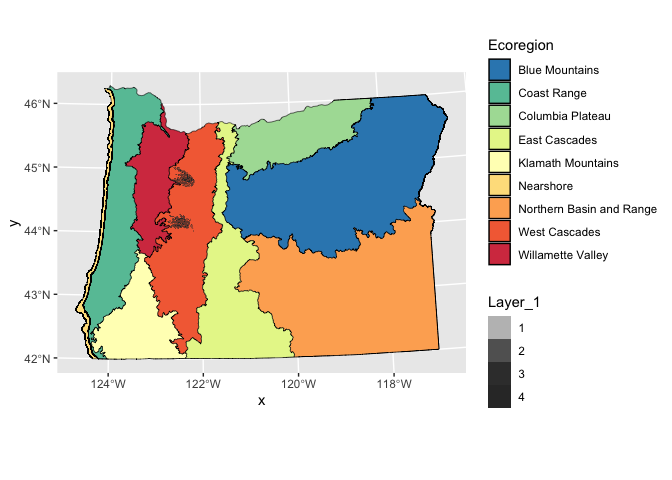 Ecoregion
Blue Mountains
Coast Range
Columbia Plateau
East Cascades
Klamath Mountains
Nearshore
Northern Basin and Range
West Cascades
Willamette Valley
Layer_1
1
2
3
4
46°N
45°N
44°N
43°N
42°N
y
124°W
122°W
120°W
118°W
x